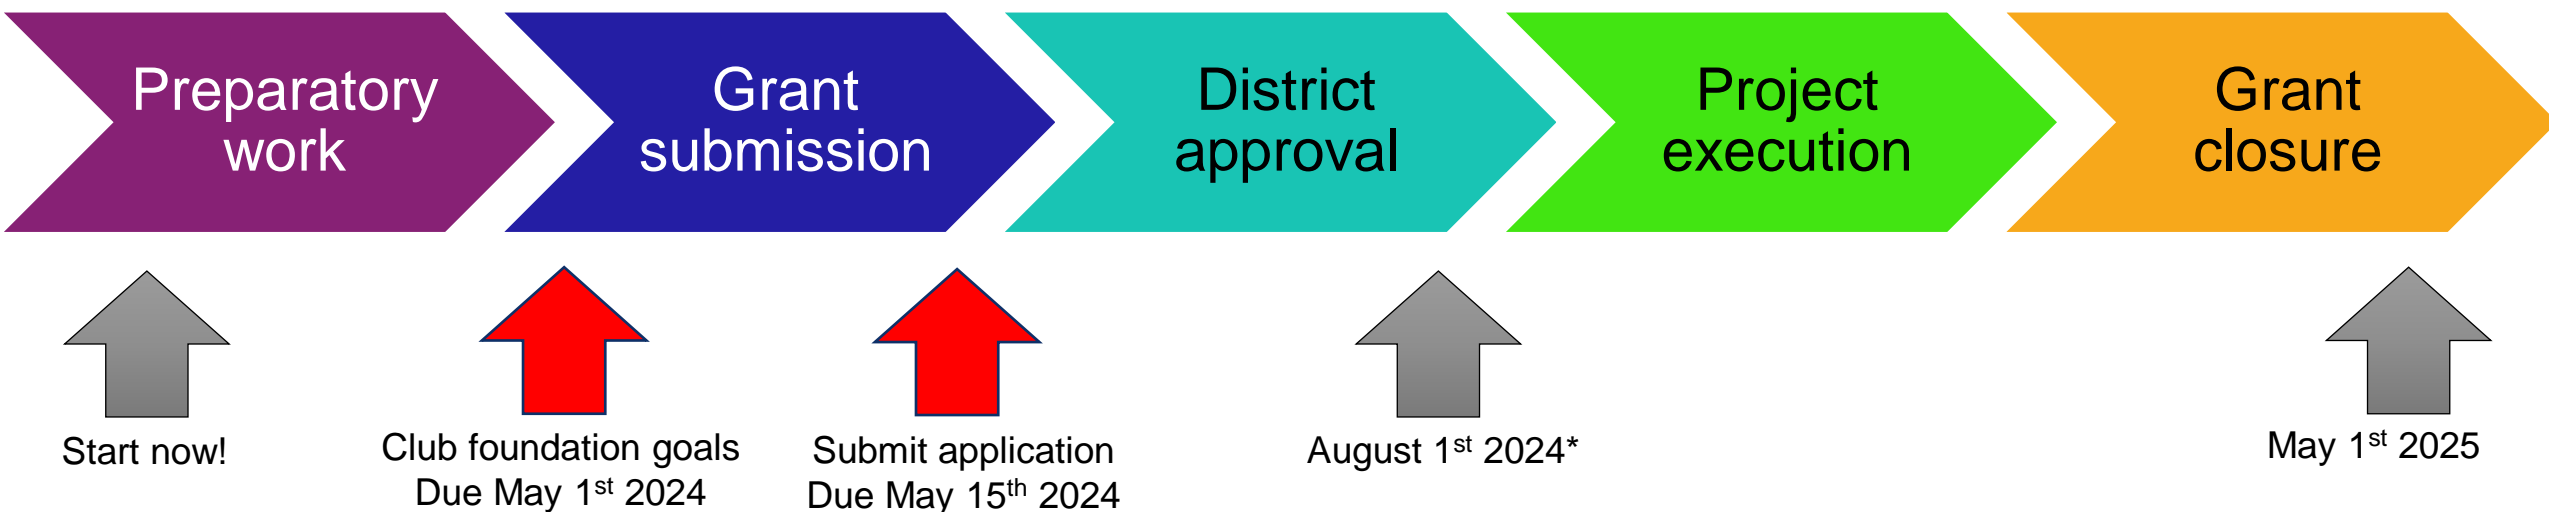 Preparatory
work
Grant
submission
District
approval
Project
execution
Grant
closure
Start now!
Club foundation goals
Due May 1st 2024
Submit application
Due May 15th 2024
August 1st 2024*
May 1st 2025